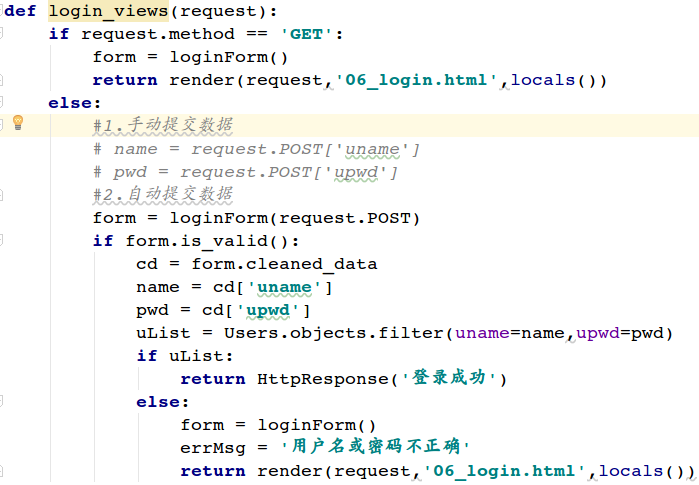 def login_views(request):
    if request.method == 'GET':
        form = loginForm()
        return render(request,'06_login.html',locals())
    else:
        #1.手动提交数据
        # name = request.POST['uname']
        # pwd = request.POST['upwd']
        #2.自动提交数据
        form = loginForm(request.POST)
        if form.is_valid():
            cd = form.cleaned_data
            name = cd['uname']
            pwd = cd['upwd']
            uList = Users.objects.filter(uname=name,upwd=pwd)
            if uList:
                return HttpResponse('登录成功')
            else:
                form = loginForm()
                errMsg = '用户名或密码不正确'
                return render(request,'06_login.html',locals())